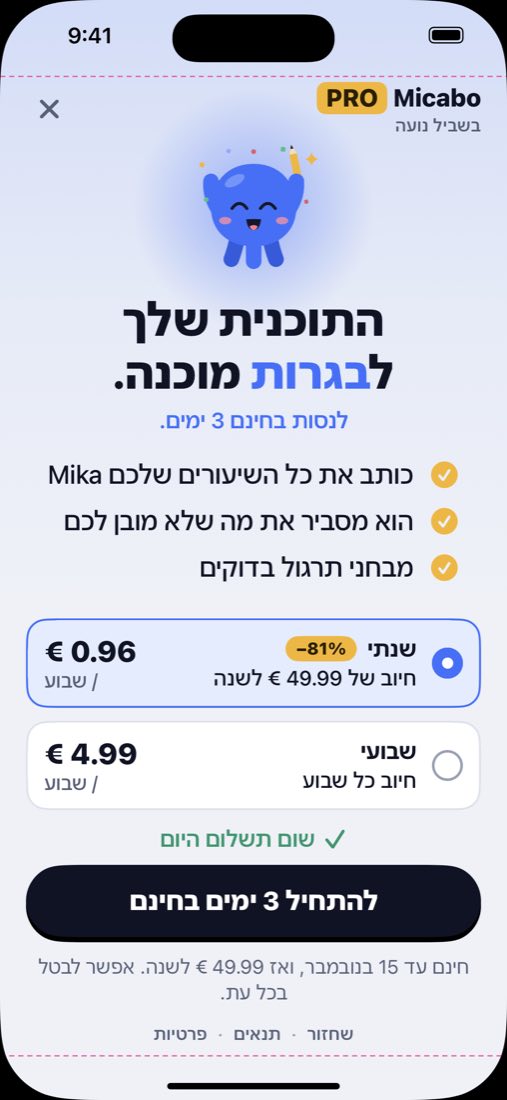 9:41
Micabo PRO
בשביל נועה
התוכנית שלך
לבגרות מוכנה.
לנסות בחינם 3 ימים.
Mika כותב את כל השיעורים שלכם
הוא מסביר את מה שלא מובן לכם
מבחני תרגול בדוקים
שנתי −81%
חיוב של 49.99 € לשנה
0.96 €
/ שבוע
שבועי
חיוב כל שבוע
4.99 €
/ שבוע
שום תשלום היום
להתחיל 3 ימים בחינם
חינם עד 15 בנובמבר, ואז 49.99 € לשנה. אפשר לבטל
בכל עת.
שחזור · תנאים · פרטיות